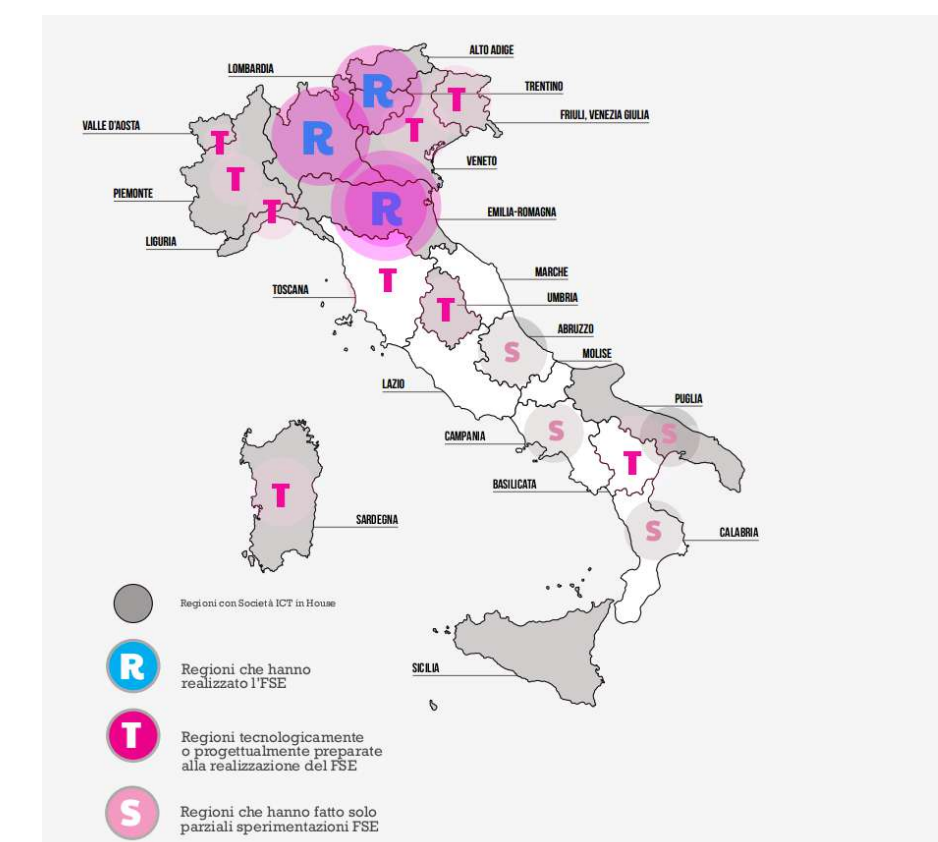 ALTO ADIGE
LOMBARDIA
R
TRENTINO
T
FRIULI, VENEZIA GIULIA
VALLE D'AOSTA
R
T
T
VENETO
T
PIEMONTE
R
T
EMILIA-ROMAGNA
LIGURIA
T
MARCHE
TOSCANA
UMBRIA
T
ABRUZZO
S
MOLISE
LAZIO
PUGLIA
CAMPANIA
S
S
T
BASILICATA
T
SARDEGNA
S
CALABRIA
Regioni con Società ICT in House
SICILIA
R
Regioni che hanno
realizzato l'FSE
T
Regioni tecnologicamente
o progettualmente preparate
alla realizzazione del FSE
S
Regioni che hanno fatto solo
parziali sperimentazioni FSE